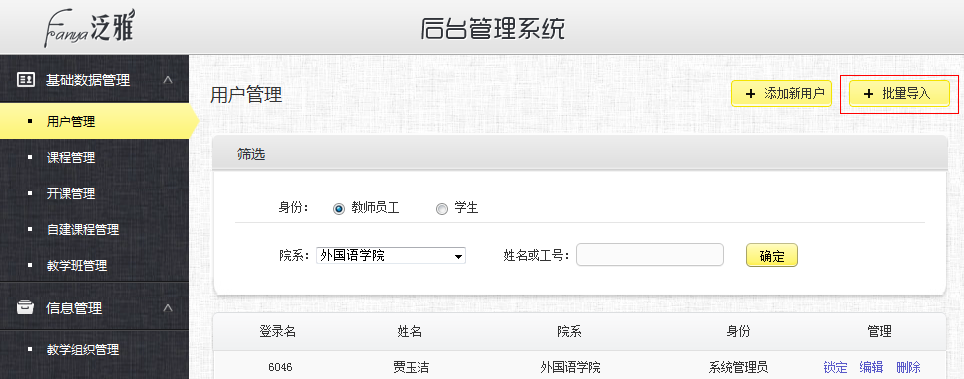 Fanya泛雅
后台管理系统
基础数据管理
用户管理
课程管理
开课管理
自建课程管理
教学班管理
信息管理
教学组织管理
用户管理
+ 添加新用户
+ 批量导入
筛选
身份： 教师员工 学生
院系： 外国语学院 姓名或工号： 确定
登录名 姓名 院系 身份 管理
6046 贾玉洁 外国语学院 系统管理员 锁定 编辑 删除